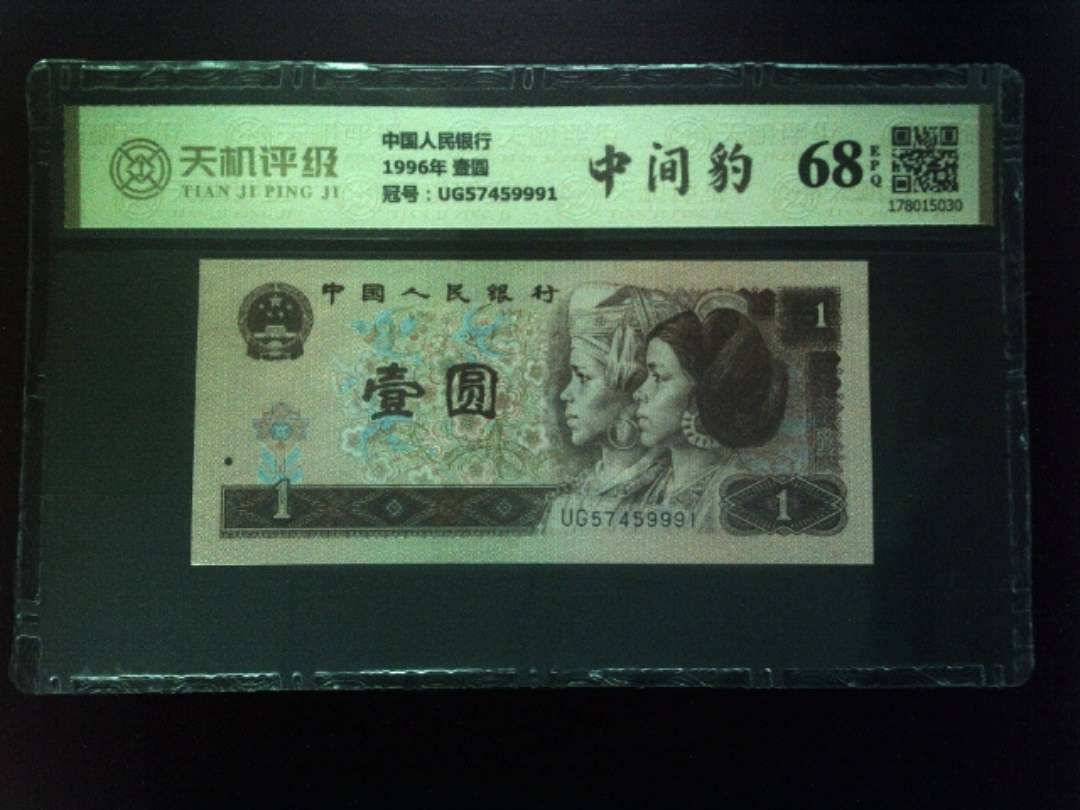 天机评级
TIAN JI PING JI
中国人民银行
1996年 壹圆
冠号：UG57459991
中间豹
68
EPQ
178015030
中国人民银行
壹圆
1
1
1
UG57459991